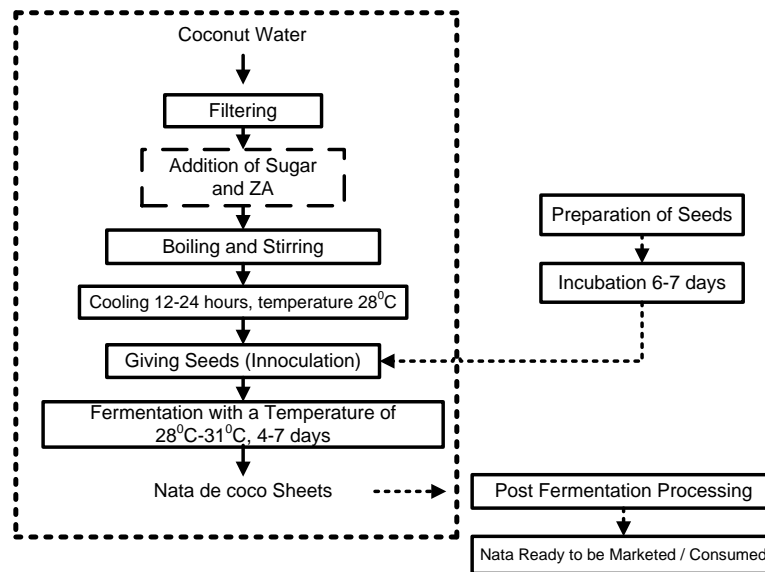 Coconut Water
Filtering
Addition of Sugar
and ZA
Boiling and Stirring
Cooling 12-24 hours, temperature 28⁰C
Giving Seeds (Innoculation)
Fermentation with a Temperature of
28⁰C-31⁰C, 4-7 days
Nata de coco Sheets
Preparation of Seeds
Incubation 6-7 days
Post Fermentation Processing
Nata Ready to be Marketed / Consumed